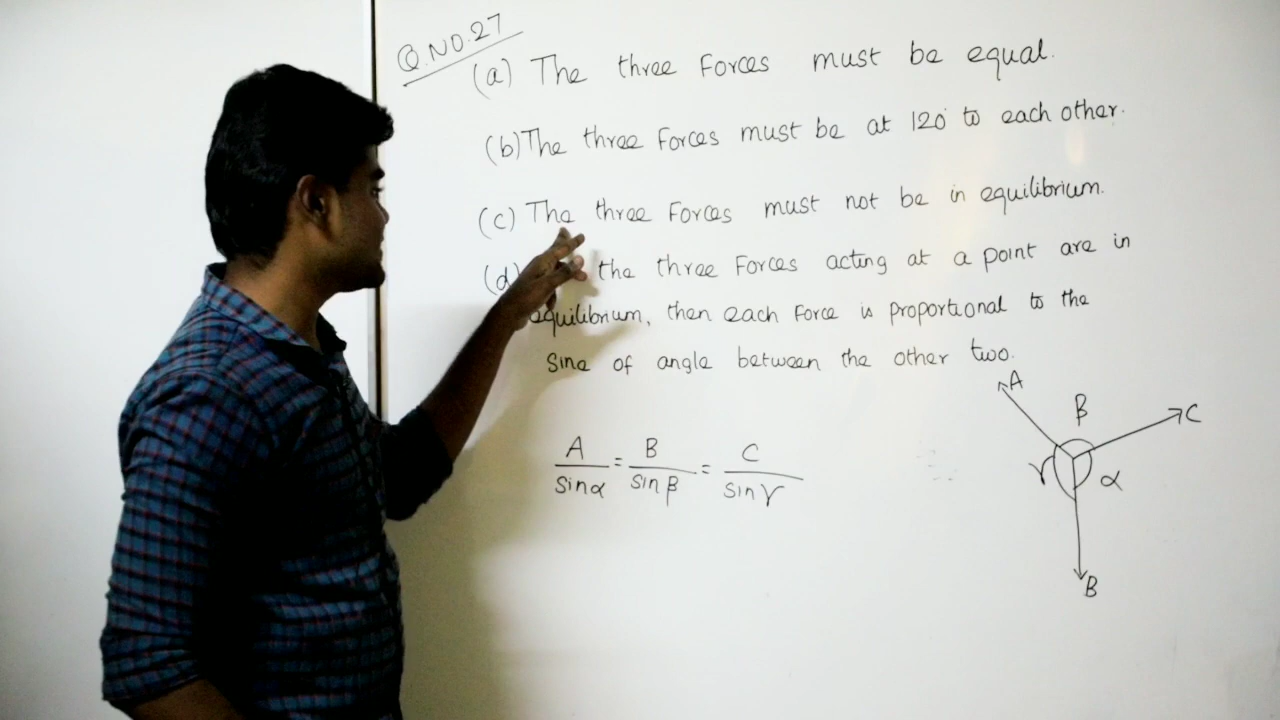 Q.NO.27
(a) The three Forces must be equal.
(b) The three Forces must be at 120° to each other.
(c) The three Forces must not be in equilibrium.
(d) the three Forces acting at a point are in
equilibrium, then each Force is proportional to the
Sine of angle between the other two.
A/sinα = B/sinβ = C/sinγ
A
β
C
γ
α
B